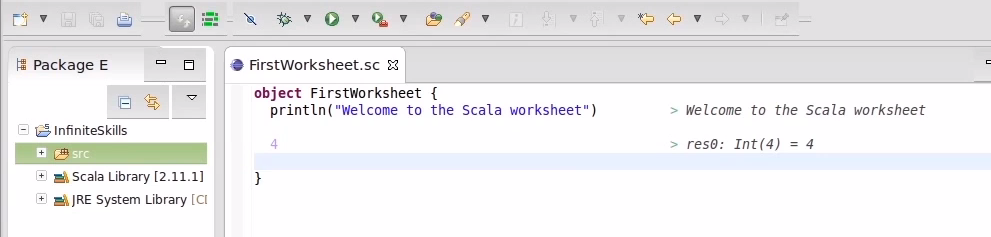 Package E
FirstWorksheet.sc
InfiniteSkills
src
Scala Library [2.11.1]
JRE System Library
object FirstWorksheet {
println("Welcome to the Scala worksheet") > Welcome to the Scala worksheet
4 > res0: Int(4) = 4
}